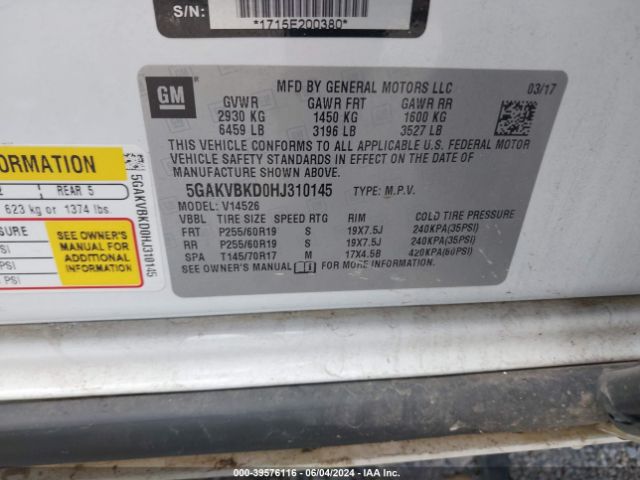 S/N:
*1715E200380*
GM
MFD BY GENERAL MOTORS LLC 03/17
GVWR GAWR FRT GAWR RR
2930 KG 1450 KG 1600 KG
6459 LB 3196 LB 3527 LB
THIS VEHICLE CONFORMS TO ALL APPLICABLE U.S. FEDERAL MOTOR
VEHICLE SAFETY STANDARDS IN EFFECT ON THE DATE OF
MANUFACTURE SHOWN ABOVE.
5GAKVBKD0HJ310145 TYPE: M.P.V.
MODEL: V14526
VBBL TIRE SIZE SPEED RTG RIM COLD TIRE PRESSURE
FRT P255/60R19 S 19X7.5J 240KPA(35PSI)
RR P255/60R19 S 19X7.5J 240KPA(35PSI)
SPA T145/70R17 M 17X4.5B 420KPA(60PSI)
SEE OWNER'S MANUAL FOR MORE INFORMATION.
ORMATION
2 REAR 5
623 kg or 1374 lbs.
SURE
SI
PSI
SEE OWNER'S
MANUAL FOR
ADDITIONAL
INFORMATION
5GAKVBKD0HJ310145
000-39576116 - 06/04/2024 - IAA Inc.